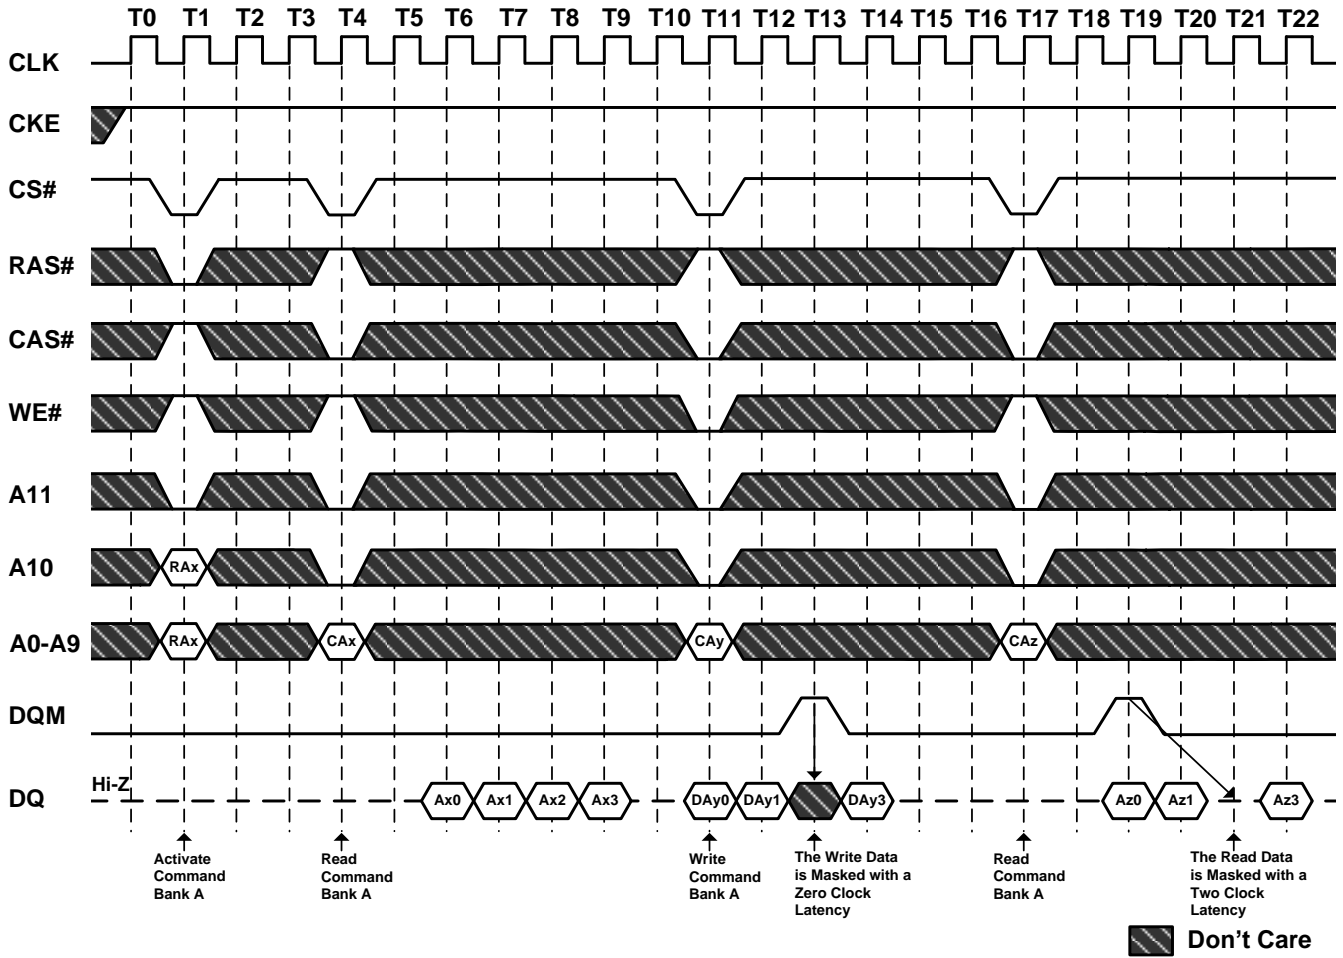 T0 T1 T2 T3 T4 T5 T6 T7 T8 T9 T10 T11 T12 T13 T14 T15 T16 T17 T18 T19 T20 T21 T22
CLK
CKE
CS#
RAS#
CAS#
WE#
A11
A10 RAx
A0-A9 RAx CAx CAy CAz
DQM
Hi-Z
DQ Ax0 Ax1 Ax2 Ax3 DAy0 DAy1 DAy3 Az0 Az1 Az3
Activate
Command
Bank A
Read
Command
Bank A
Write
Command
Bank A
The Write Data
is Masked with a
Zero Clock
Latency
Read
Command
Bank A
The Read Data
is Masked with a
Two Clock
Latency
Don't Care